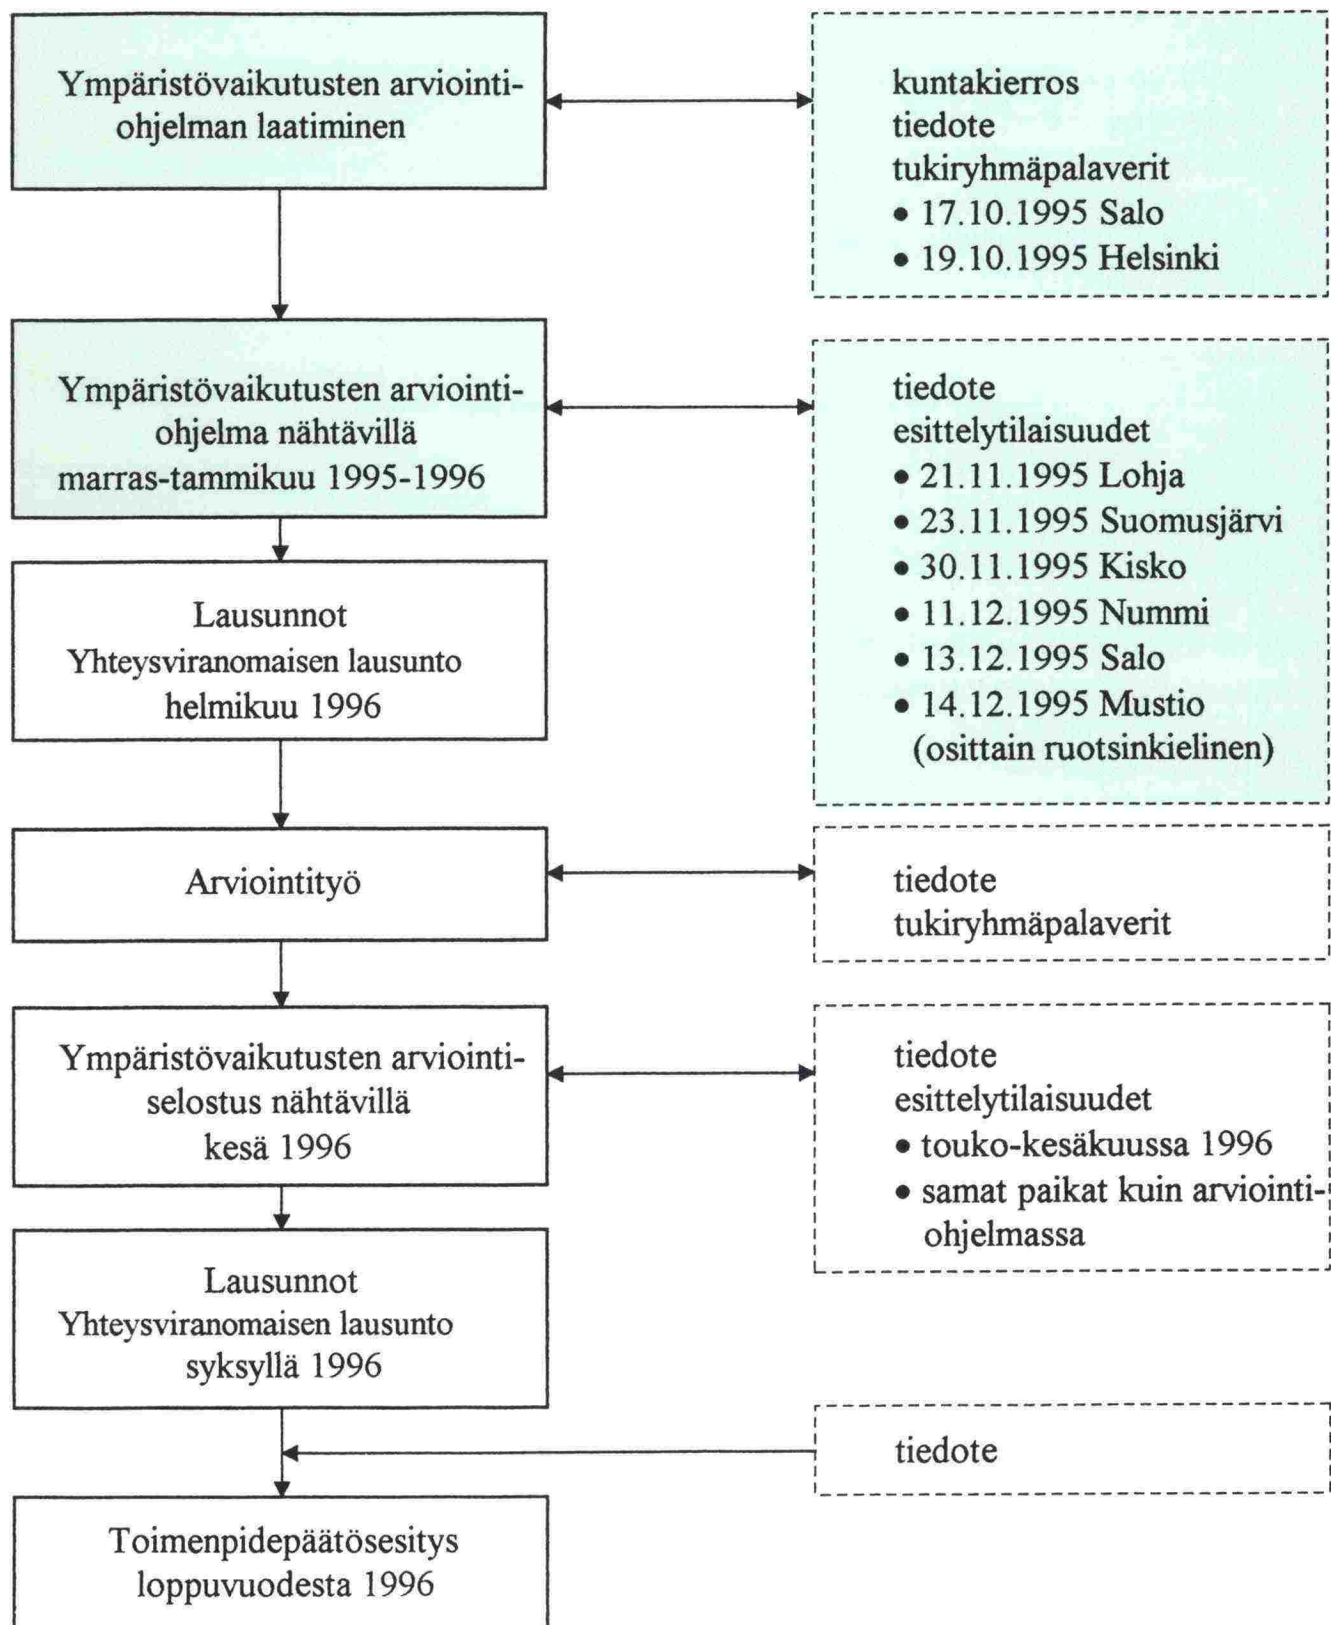 Ympäristövaikutusten arviointi-
ohjelman laatiminen
kuntakierros
tiedote
tukiryhmäpalaverit
• 17.10.1995 Salo
• 19.10.1995 Helsinki
Ympäristövaikutusten arviointi-
ohjelma nähtävillä
marras-tammikuu 1995-1996
tiedote
esittelytilaisuudet
• 21.11.1995 Lohja
• 23.11.1995 Suomusjärvi
• 30.11.1995 Kisko
• 11.12.1995 Nummi
• 13.12.1995 Salo
• 14.12.1995 Mustio
(osittain ruotsinkielinen)
Lausunnot
Yhteysviranomaisen lausunto
helmikuu 1996
Arviointityö
tiedote
tukiryhmäpalaverit
Ympäristövaikutusten arviointi-
selostus nähtävillä
kesä 1996
tiedote
esittelytilaisuudet
• touko-kesäkuussa 1996
• samat paikat kuin arviointi-
ohjelmassa
Lausunnot
Yhteysviranomaisen lausunto
syksyllä 1996
tiedote
Toimenpidepäätösesitys
loppuvuodesta 1996